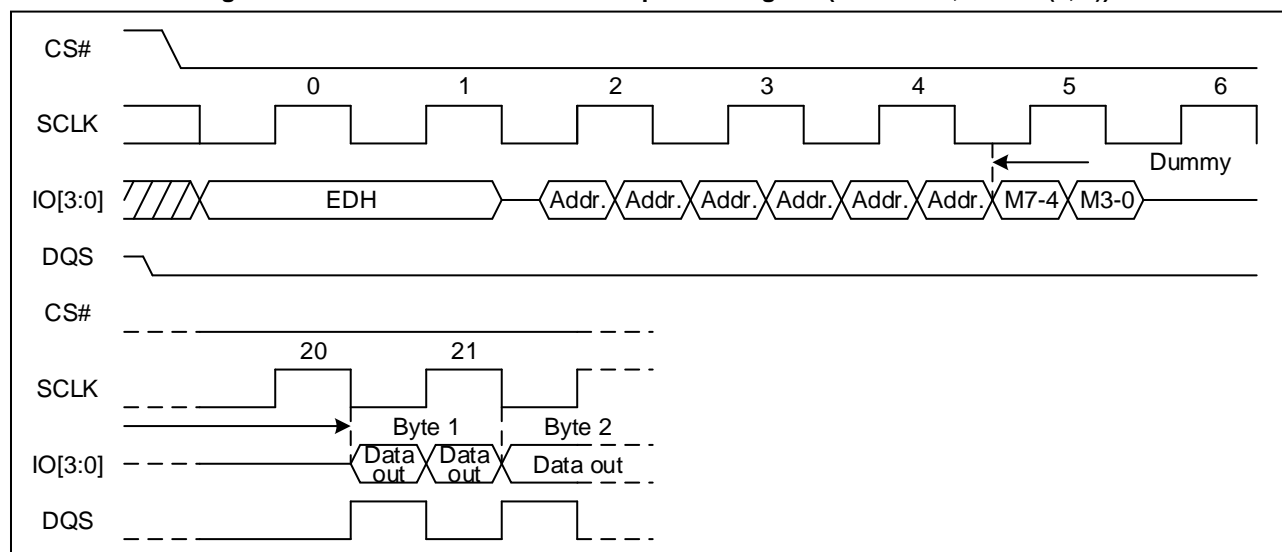 CS#
0 1 2 3 4 5 6
SCLK
Dummy
IO[3:0] EDH Addr. Addr. Addr. Addr. Addr. Addr. M7-4 M3-0
DQS
CS#
20 21
SCLK
Byte 1 Byte 2
IO[3:0] Data out Data out Data out
DQS